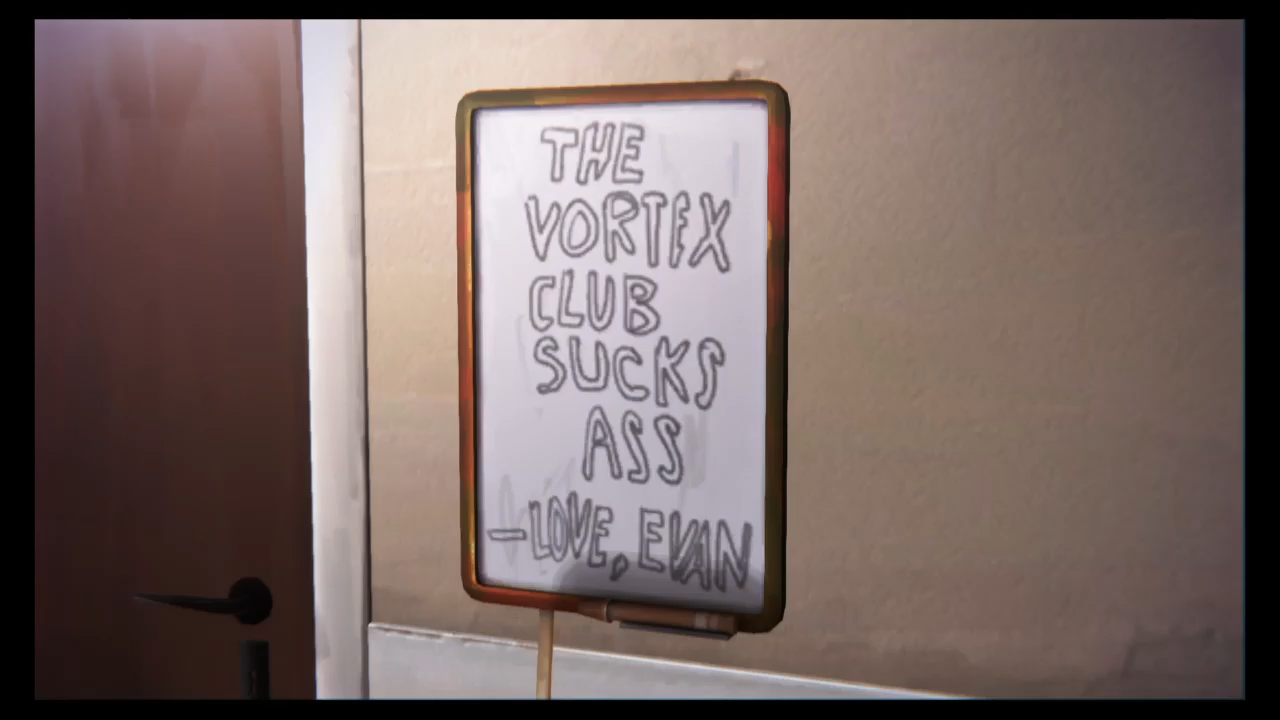 THE
VORTEX
CLUB
SUCKS
ASS
—LOVE, EVAN